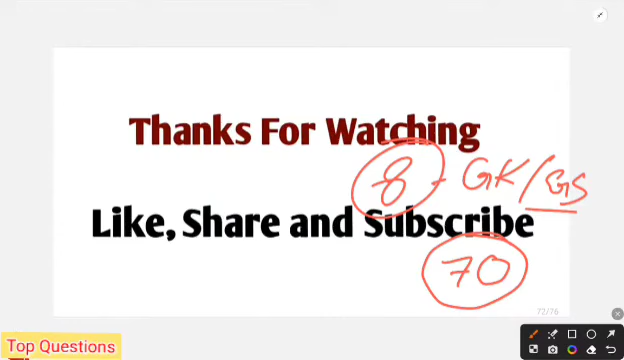 Thanks For Watching
8 - GK/GS
Like, Share and Subscribe
70
72/76
Top Questions